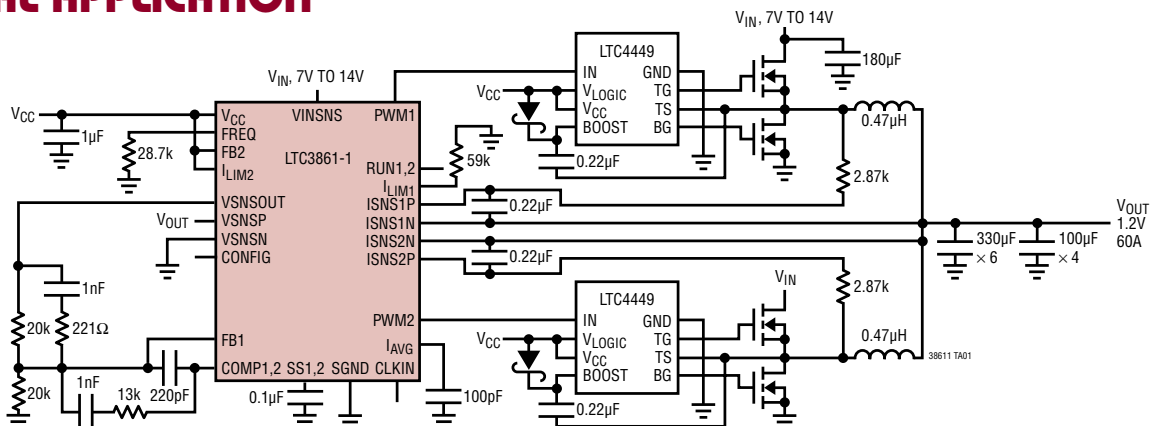 VIN, 7V TO 14V
LTC4449
180µF
VIN, 7V TO 14V
IN
GND
VCC
VLOGIC
TG
VCC
TS
BOOST
BG
0.47µH
0.22µF
2.87k
VCC
1µF
28.7k
VCC
VINSNS
PWM1
FREQ
FB2
LTC3861-1
ILIM2
RUN1,2
ILIM1
59k
VSNSOUT
ISNS1P
0.22µF
VOUT
VSNSP
ISNS1N
VSNSN
ISNS2N
CONFIG
ISNS2P
0.22µF
VOUT
1.2V
60A
330µF
× 6
100µF
× 4
1nF
20k
221Ω
PWM2
FB1
IAVG
COMP1,2 SS1,2 SGND CLKIN
20k
1nF
13k
220pF
0.1µF
100pF
VIN
LTC4449
2.87k
IN
GND
VCC
VLOGIC
TG
VCC
TS
BOOST
BG
0.47µH
0.22µF
38611 TA01